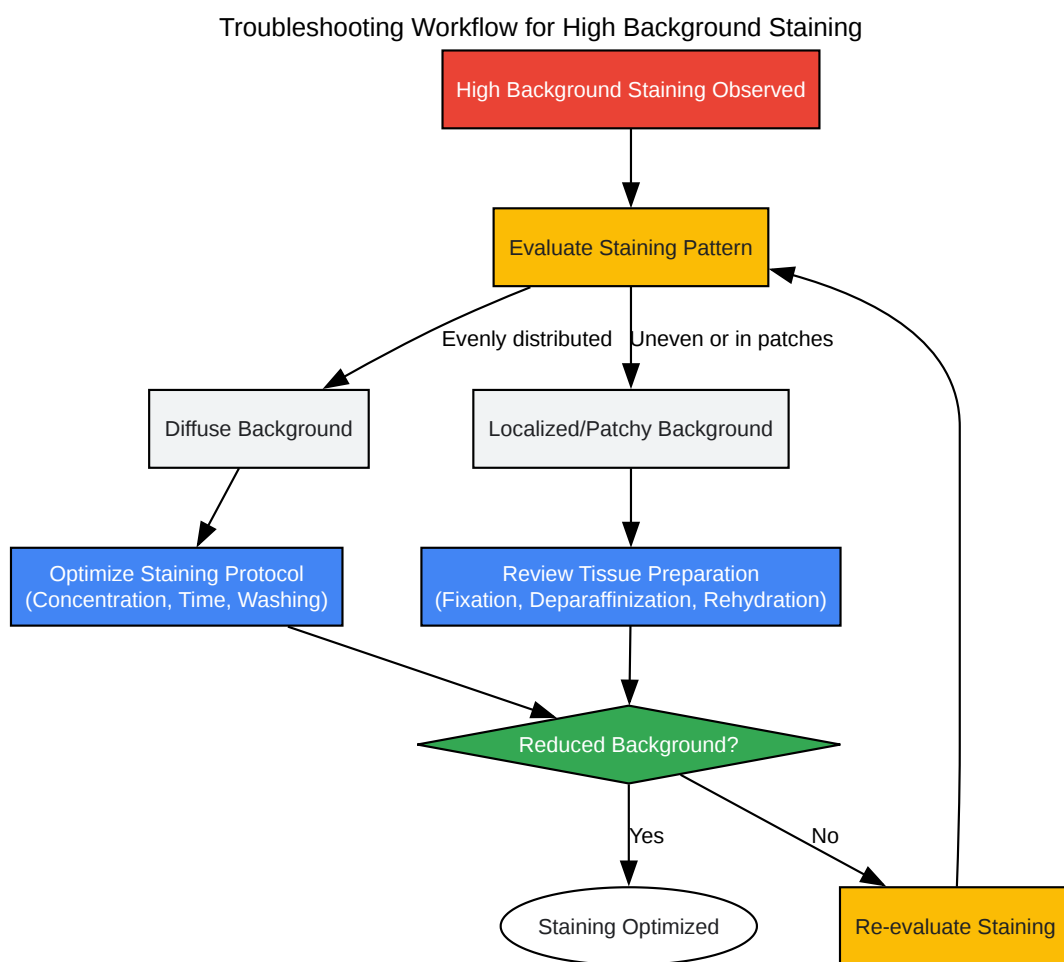 Troubleshooting Workflow for High Background Staining
High Background Staining Observed
Evaluate Staining Pattern
Evenly distributed
Uneven or in patches
Diffuse Background
Localized/Patchy Background
Optimize Staining Protocol
(Concentration, Time, Washing)
Review Tissue Preparation
(Fixation, Deparaffinization, Rehydration)
Reduced Background?
Yes
No
Staining Optimized
Re-evaluate Staining